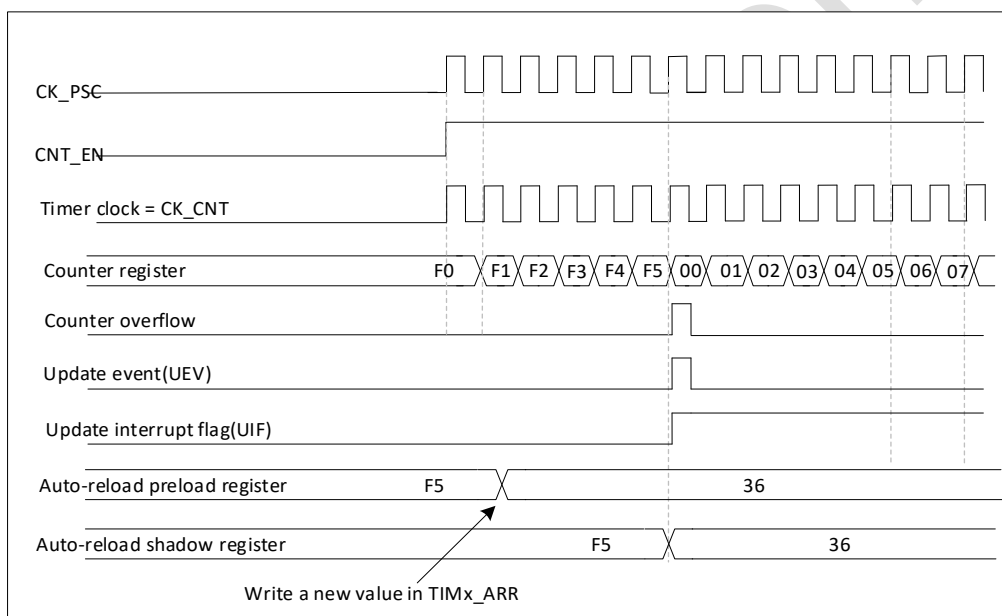 CK_PSC
CNT_EN
Timer clock = CK_CNT
Counter register F0 F1 F2 F3 F4 F5 00 01 02 03 04 05 06 07
Counter overflow
Update event(UEV)
Update interrupt flag(UIF)
Auto-reload preload register F5 36
Auto-reload shadow register F5 36
Write a new value in TIMx_ARR